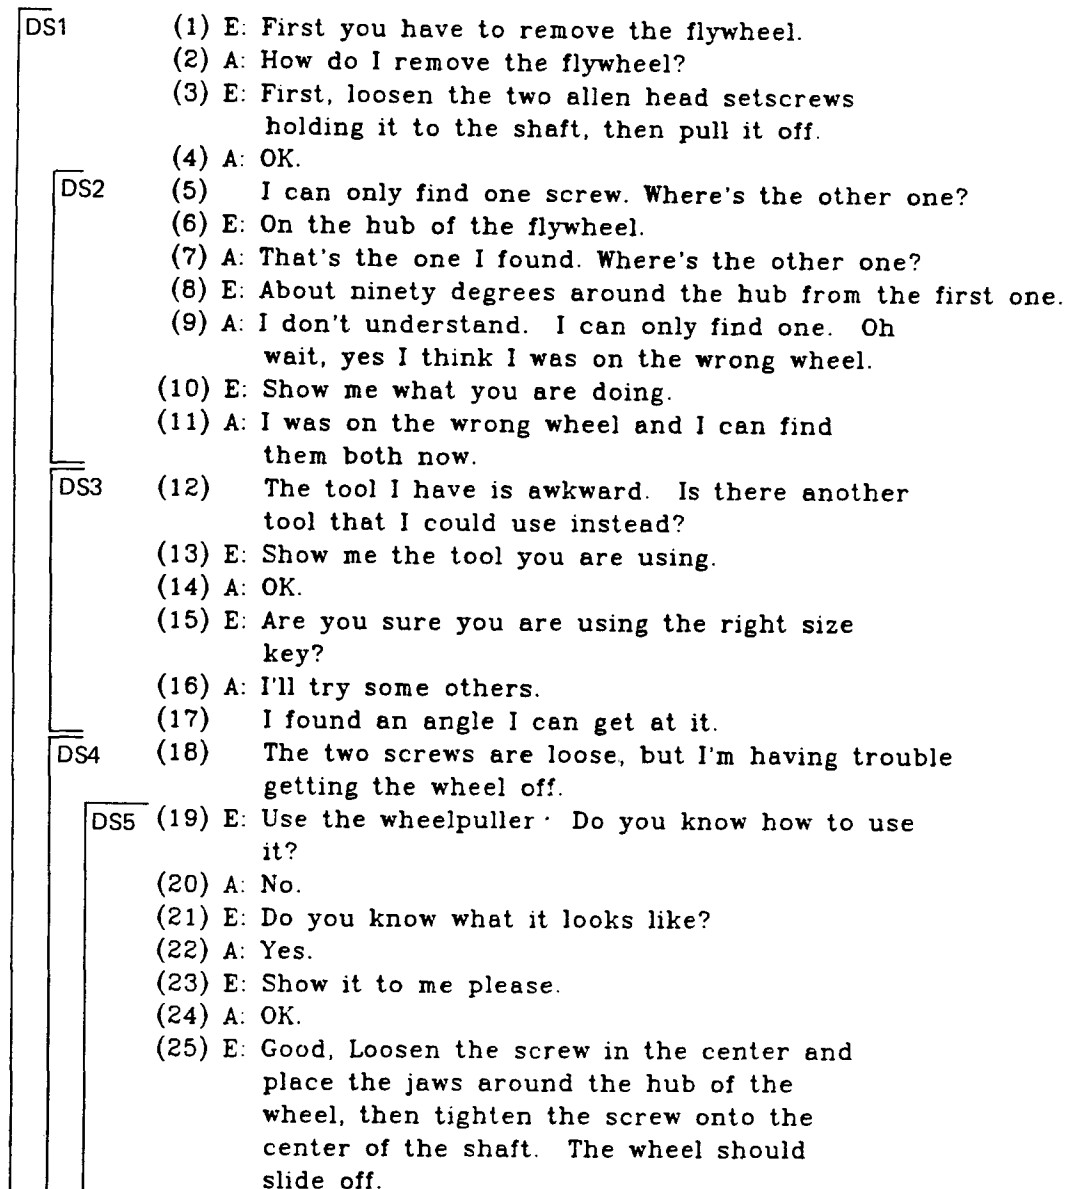 DS1 (1) E: First you have to remove the flywheel.
(2) A: How do I remove the flywheel?
(3) E: First, loosen the two allen head setscrews
holding it to the shaft, then pull it off.
(4) A: OK.
DS2 (5) I can only find one screw. Where's the other one?
(6) E: On the hub of the flywheel.
(7) A: That's the one I found. Where's the other one?
(8) E: About ninety degrees around the hub from the first one.
(9) A: I don't understand. I can only find one. Oh
wait, yes I think I was on the wrong wheel.
(10) E: Show me what you are doing.
(11) A: I was on the wrong wheel and I can find
them both now.
DS3 (12) The tool I have is awkward. Is there another
tool that I could use instead?
(13) E: Show me the tool you are using.
(14) A: OK.
(15) E: Are you sure you are using the right size
key?
(16) A: I'll try some others.
(17) I found an angle I can get at it.
DS4 (18) The two screws are loose, but I'm having trouble
getting the wheel off.
DS5 (19) E: Use the wheelpuller · Do you know how to use
it?
(20) A: No.
(21) E: Do you know what it looks like?
(22) A: Yes.
(23) E: Show it to me please.
(24) A: OK.
(25) E: Good, Loosen the screw in the center and
place the jaws around the hub of the
wheel, then tighten the screw onto the
center of the shaft. The wheel should
slide off.